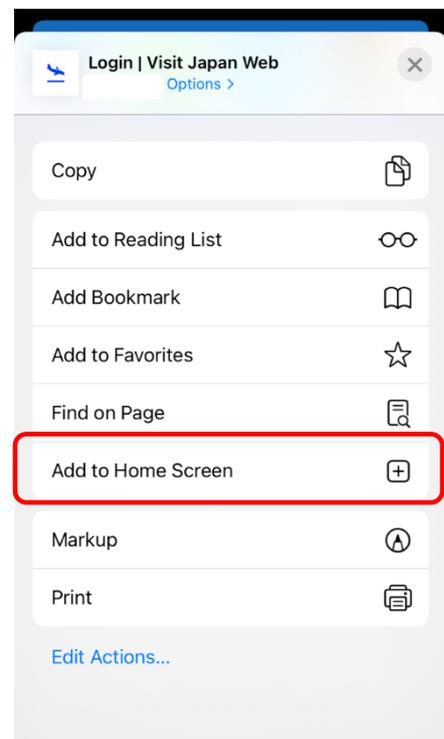 Login | Visit Japan Web
Options >
Copy
Add to Reading List
Add Bookmark
Add to Favorites
Find on Page
Add to Home Screen
Markup
Print
Edit Actions...